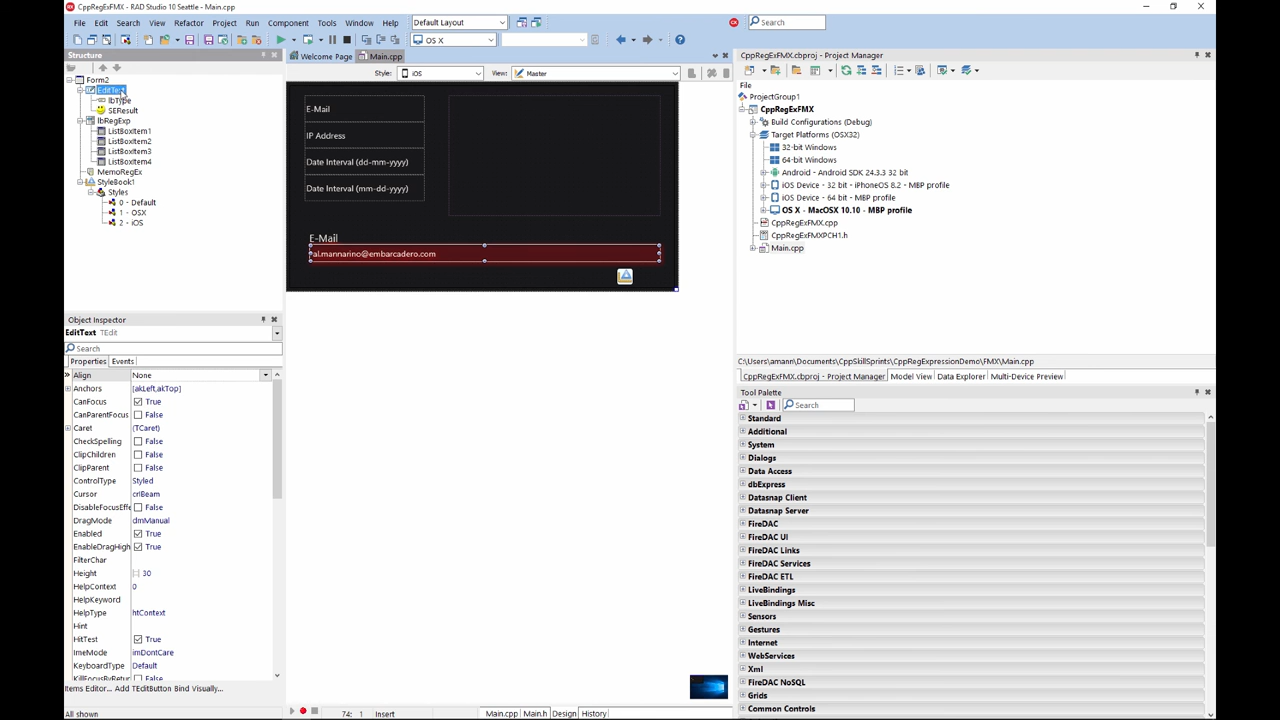 CppRegExFMX - RAD Studio 10 Seattle - Main.cpp
File Edit Search View Refactor Project Run Component Tools Window Help
Default Layout
Search
OS X
Structure
Welcome Page
Main.cpp
Style:
iOS
View:
Master
Form2
EditText
lbType
SEResult
lbRegExp
ListBoxItem1
ListBoxItem2
ListBoxItem3
ListBoxItem4
MemoRegEx
StyleBook1
Styles
0 - Default
1 - OSX
2 - iOS
E-Mail
IP Address
Date Interval (dd-mm-yyyy)
Date Interval (mm-dd-yyyy)
E-Mail
al.mannarino@embarcadero.com
Object Inspector
EditText TEdit
Search
Properties Events
Align None
Anchors [akLeft,akTop]
CanFocus True
CanParentFocus False
Caret (TCaret)
CheckSpelling False
ClipChildren False
ClipParent False
ControlType Styled
Cursor crIBeam
DisableFocusEffe False
DragMode dmManual
Enabled True
EnableDragHigh True
FilterChar
Height 30
HelpContext 0
HelpKeyword
HelpType htContext
Hint
HitTest True
ImeMode imDontCare
KeyboardType Default
KillFocusByRetur False
Items Editor... Add TEditButton Bind Visually...
All shown
74: 1 Insert
Main.cpp Main.h Design History
CppRegExFMX.cbproj - Project Manager
File
ProjectGroup1
CppRegExFMX
Build Configurations (Debug)
Target Platforms (OSX32)
32-bit Windows
64-bit Windows
Android - Android SDK 24.3.3 32 bit
iOS Device - 32 bit - iPhoneOS 8.2 - MBP profile
iOS Device - 64 bit - MBP profile
OS X - MacOSX 10.10 - MBP profile
CppRegExFMX.cpp
CppRegExFMXPCH1.h
Main.cpp
C:\Users\amann\Documents\CppSkillSprints\CppRegExpressionDemo\FMX\Main.cpp
CppRegExFMX.cbproj - Project Manager Model View Data Explorer Multi-Device Preview
Tool Palette
Search
Standard
Additional
System
Dialogs
Data Access
dbExpress
Datasnap Client
Datasnap Server
FireDAC
FireDAC UI
FireDAC Links
FireDAC Services
FireDAC ETL
LiveBindings
LiveBindings Misc
Sensors
Gestures
Internet
WebServices
Xml
FireDAC NoSQL
Grids
Common Controls